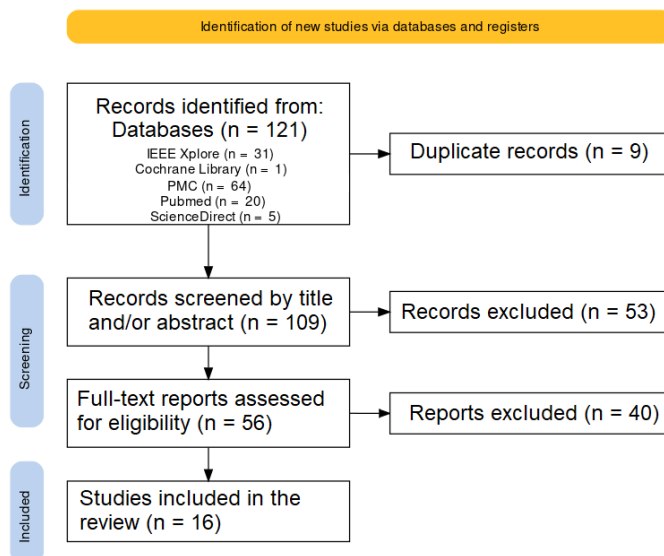 Identification of new studies via databases and registers
Identification
Records identified from:
Databases (n = 121)
IEEE Xplore (n = 31)
Cochrane Library (n = 1)
PMC (n = 64)
Pubmed (n = 20)
ScienceDirect (n = 5)
Duplicate records (n = 9)
Screening
Records screened by title
and/or abstract (n = 109)
Records excluded (n = 53)
Full-text reports assessed
for eligibility (n = 56)
Reports excluded (n = 40)
Included
Studies included in the
review (n = 16)